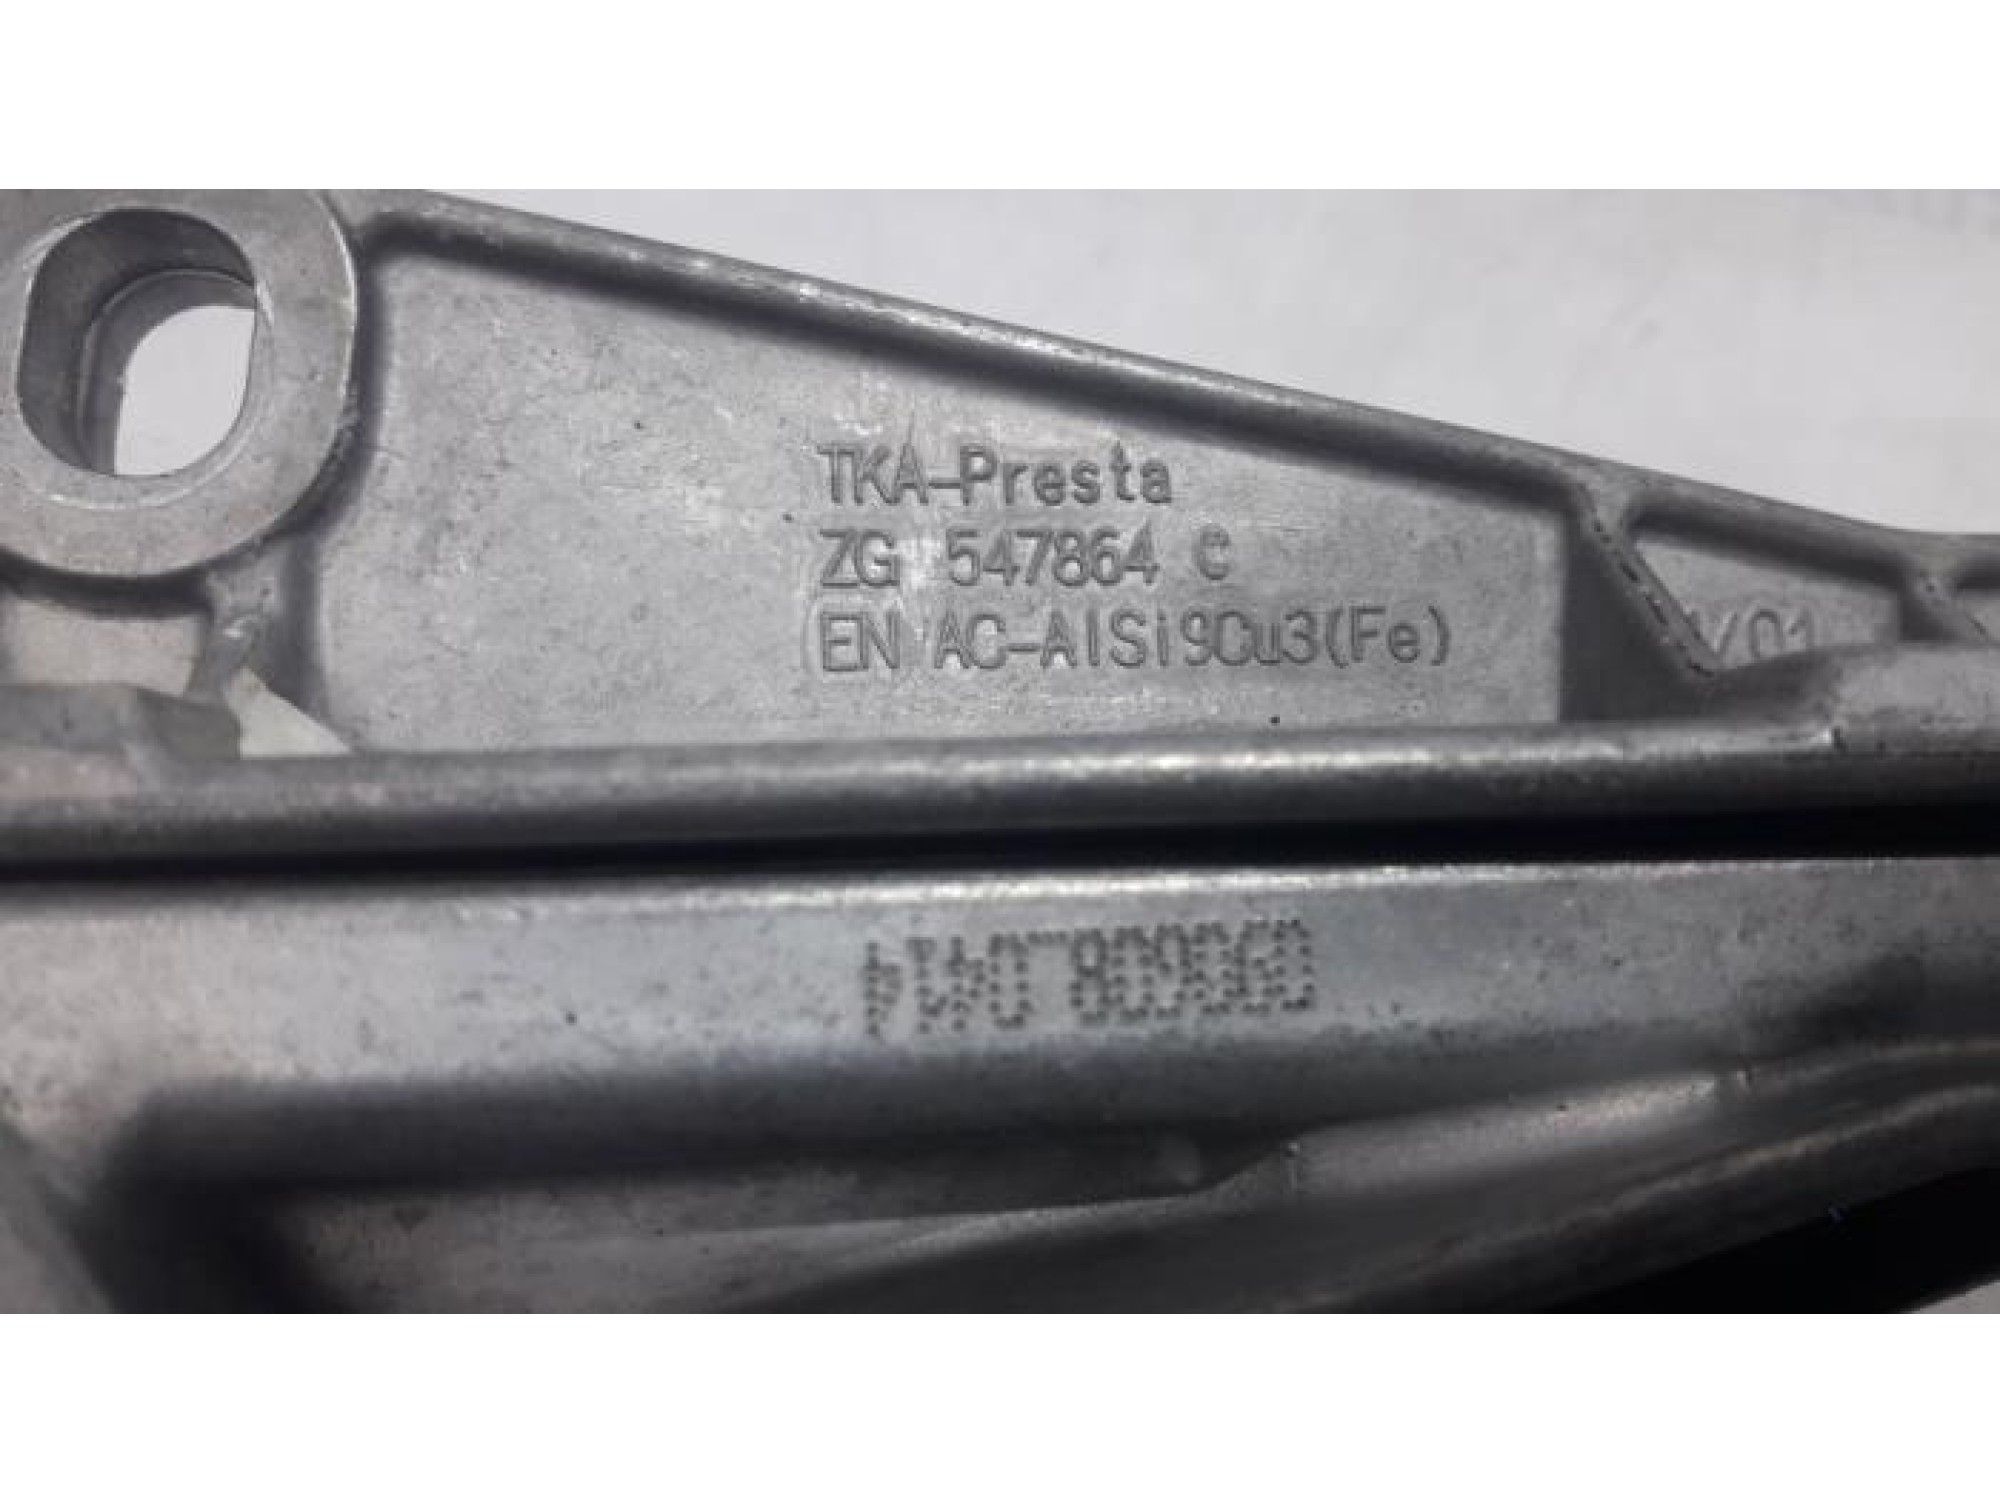 TKA-Presta
ZG 547864 C
EN AC-AlSi9Cu3(Fe)